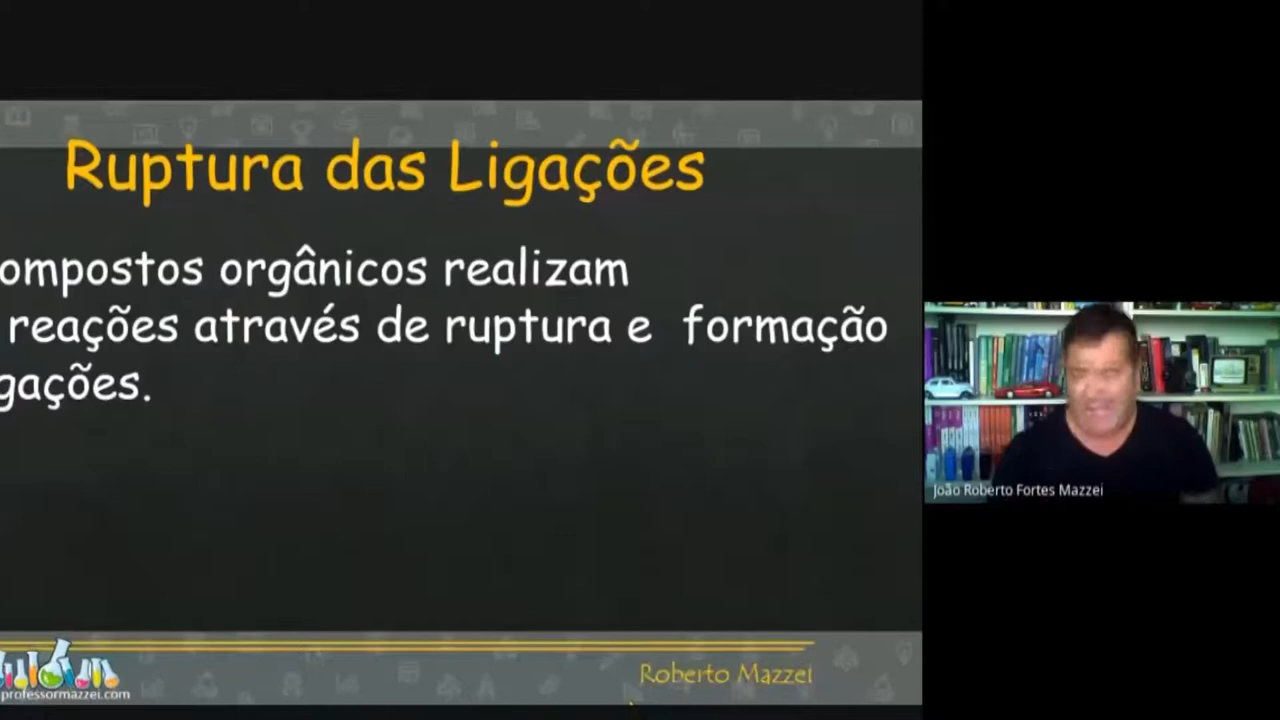 Ruptura das Ligações
ompostos orgânicos realizam
reações através de ruptura e formação
gações.
João Roberto Fortes Mazzei
Roberto Mazzei
professormazzei.com